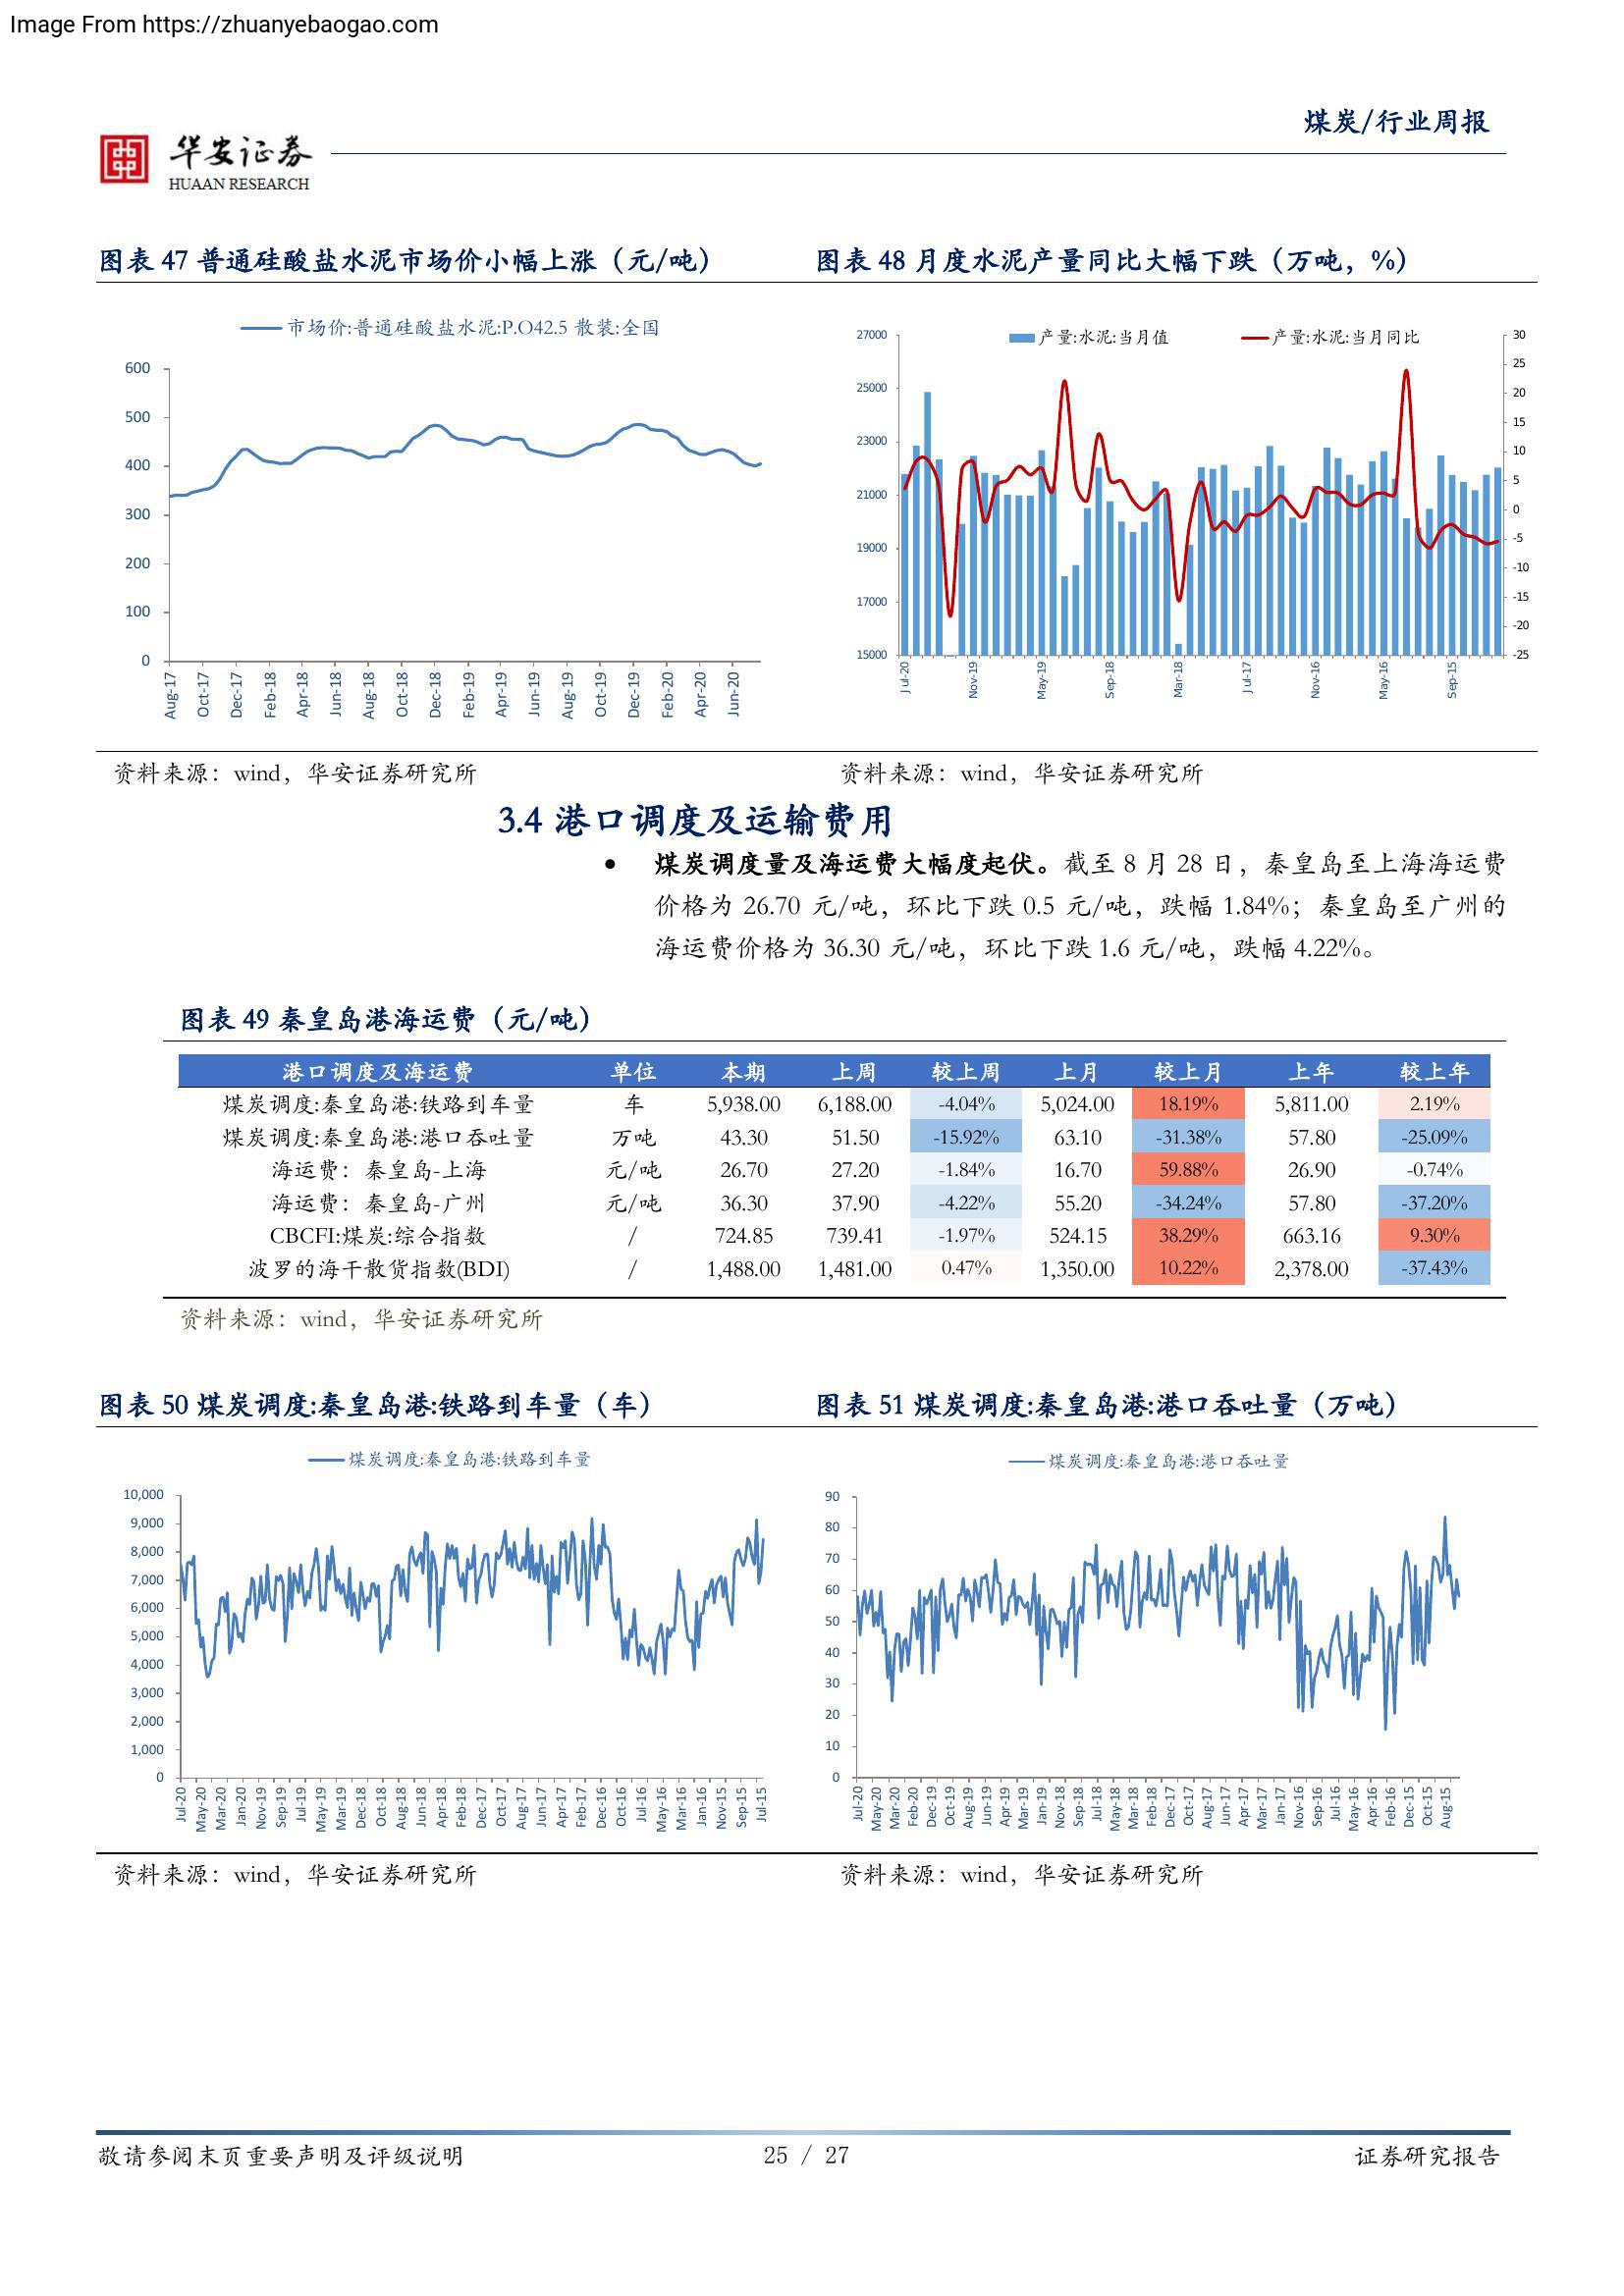 Image From https://zhuanyebaogao.com
煤炭/行业周报
华安证券
HUAAN RESEARCH
图表 47 普通硅酸盐水泥市场价小幅上涨（元/吨）
图表 48 月度水泥产量同比大幅下跌（万吨，%）
市场价:普通硅酸盐水泥:P.O42.5 散装:全国
600
500
400
300
200
100
0
Aug-17 Oct-17 Dec-17 Feb-18 Apr-18 Jun-18 Aug-18 Oct-18 Dec-18 Feb-19 Apr-19 Jun-19 Aug-19 Oct-19 Dec-19 Feb-20 Apr-20 Jun-20
产量:水泥:当月值 产量:水泥:当月同比
27000
25000
23000
21000
19000
17000
15000
30
25
20
15
10
5
0
-5
-10
-15
-20
-25
Jul-20 Nov-19 May-19 Sep-18 Mar-18 Jul-17 Nov-16 May-16 Sep-15
资料来源：wind，华安证券研究所
资料来源：wind，华安证券研究所
3.4 港口调度及运输费用
● 煤炭调度量及海运费大幅度起伏。截至 8 月 28 日，秦皇岛至上海海运费
价格为 26.70 元/吨，环比下跌 0.5 元/吨，跌幅 1.84%；秦皇岛至广州的
海运费价格为 36.30 元/吨，环比下跌 1.6 元/吨，跌幅 4.22%。
图表 49 秦皇岛港海运费（元/吨）
港口调度及海运费 单位 本期 上周 较上周 上月 较上月 上年 较上年
煤炭调度:秦皇岛港:铁路到车量 车 5,938.00 6,188.00 -4.04% 5,024.00 18.19% 5,811.00 2.19%
煤炭调度:秦皇岛港:港口吞吐量 万吨 43.30 51.50 -15.92% 63.10 -31.38% 57.80 -25.09%
海运费：秦皇岛-上海 元/吨 26.70 27.20 -1.84% 16.70 59.88% 26.90 -0.74%
海运费：秦皇岛-广州 元/吨 36.30 37.90 -4.22% 55.20 -34.24% 57.80 -37.20%
CBCFI:煤炭:综合指数 / 724.85 739.41 -1.97% 524.15 38.29% 663.16 9.30%
波罗的海干散货指数(BDI) / 1,488.00 1,481.00 0.47% 1,350.00 10.22% 2,378.00 -37.43%
资料来源：wind，华安证券研究所
图表 50 煤炭调度:秦皇岛港:铁路到车量（车）
图表 51 煤炭调度:秦皇岛港:港口吞吐量（万吨）
煤炭调度:秦皇岛港:铁路到车量
10,000
9,000
8,000
7,000
6,000
5,000
4,000
3,000
2,000
1,000
0
Jul-20 May-20 Mar-20 Jan-20 Nov-19 Sep-19 Jul-19 May-19 Mar-19 Dec-18 Oct-18 Aug-18 Jun-18 Apr-18 Feb-18 Dec-17 Oct-17 Aug-17 Jun-17 Apr-17 Feb-17 Dec-16 Oct-16 Jul-16 May-16 Mar-16 Jan-16 Nov-15 Sep-15 Jul-15
煤炭调度:秦皇岛港:港口吞吐量
90
80
70
60
50
40
30
20
10
0
Jul-20 May-20 Mar-20 Feb-20 Dec-19 Oct-19 Aug-19 Jun-19 Apr-19 Mar-19 Jan-19 Nov-18 Sep-18 Jul-18 May-18 Mar-18 Feb-18 Dec-17 Oct-17 Aug-17 Jun-17 Apr-17 Mar-17 Jan-17 Nov-16 Sep-16 Jul-16 May-16 Apr-16 Feb-16 Dec-15 Oct-15 Aug-15
资料来源：wind，华安证券研究所
资料来源：wind，华安证券研究所
敬请参阅末页重要声明及评级说明
25 / 27
证券研究报告